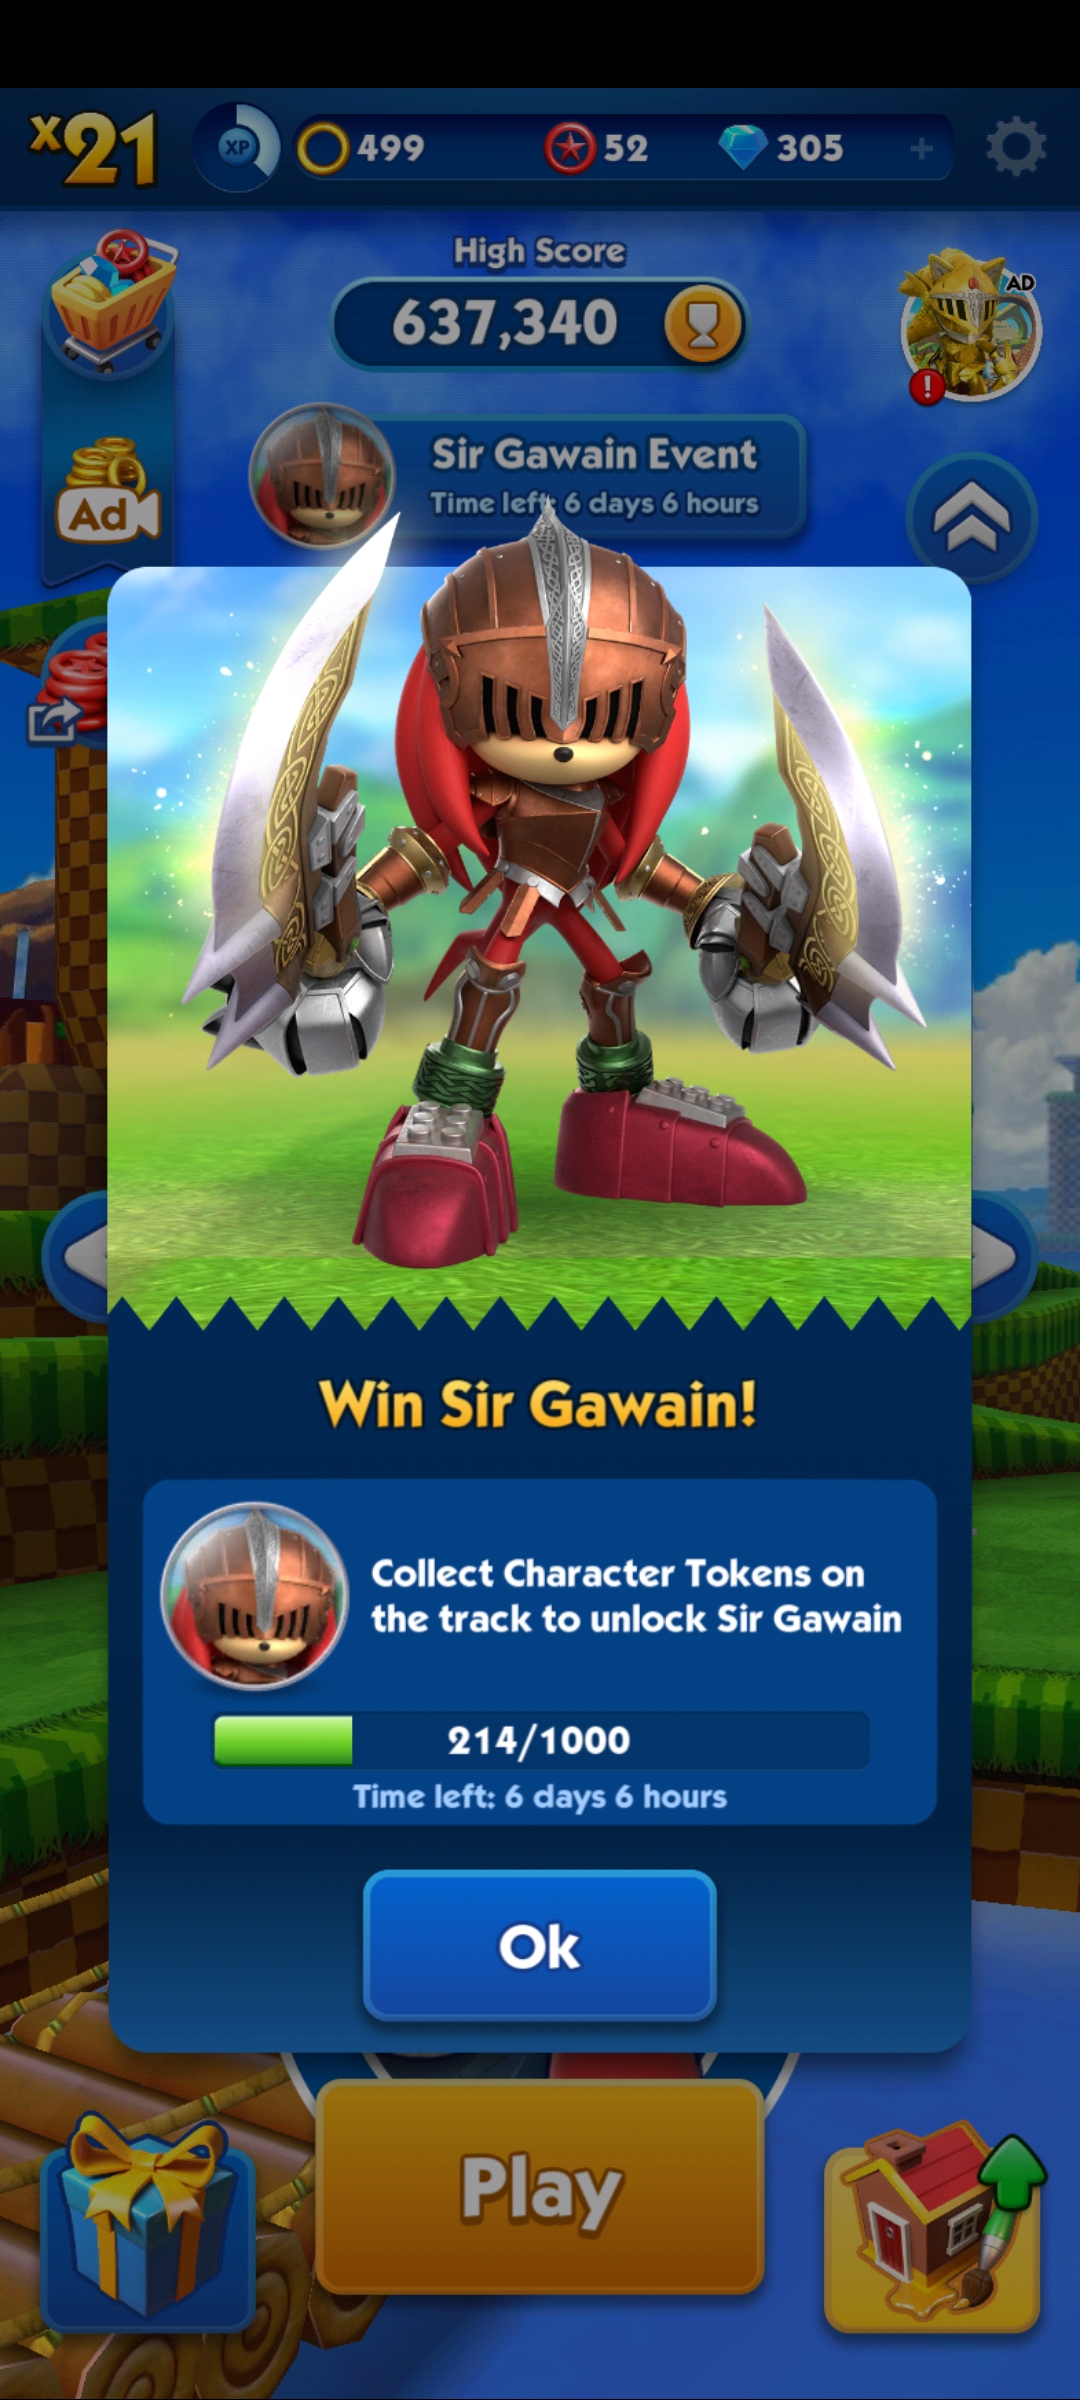 x21
XP
499
52
305
+
High Score
637,340
AD
!
Sir Gawain Event
Time left: 6 days 6 hours
Ad
Win Sir Gawain!
Collect Character Tokens on
the track to unlock Sir Gawain
214/1000
Time left: 6 days 6 hours
Ok
Play